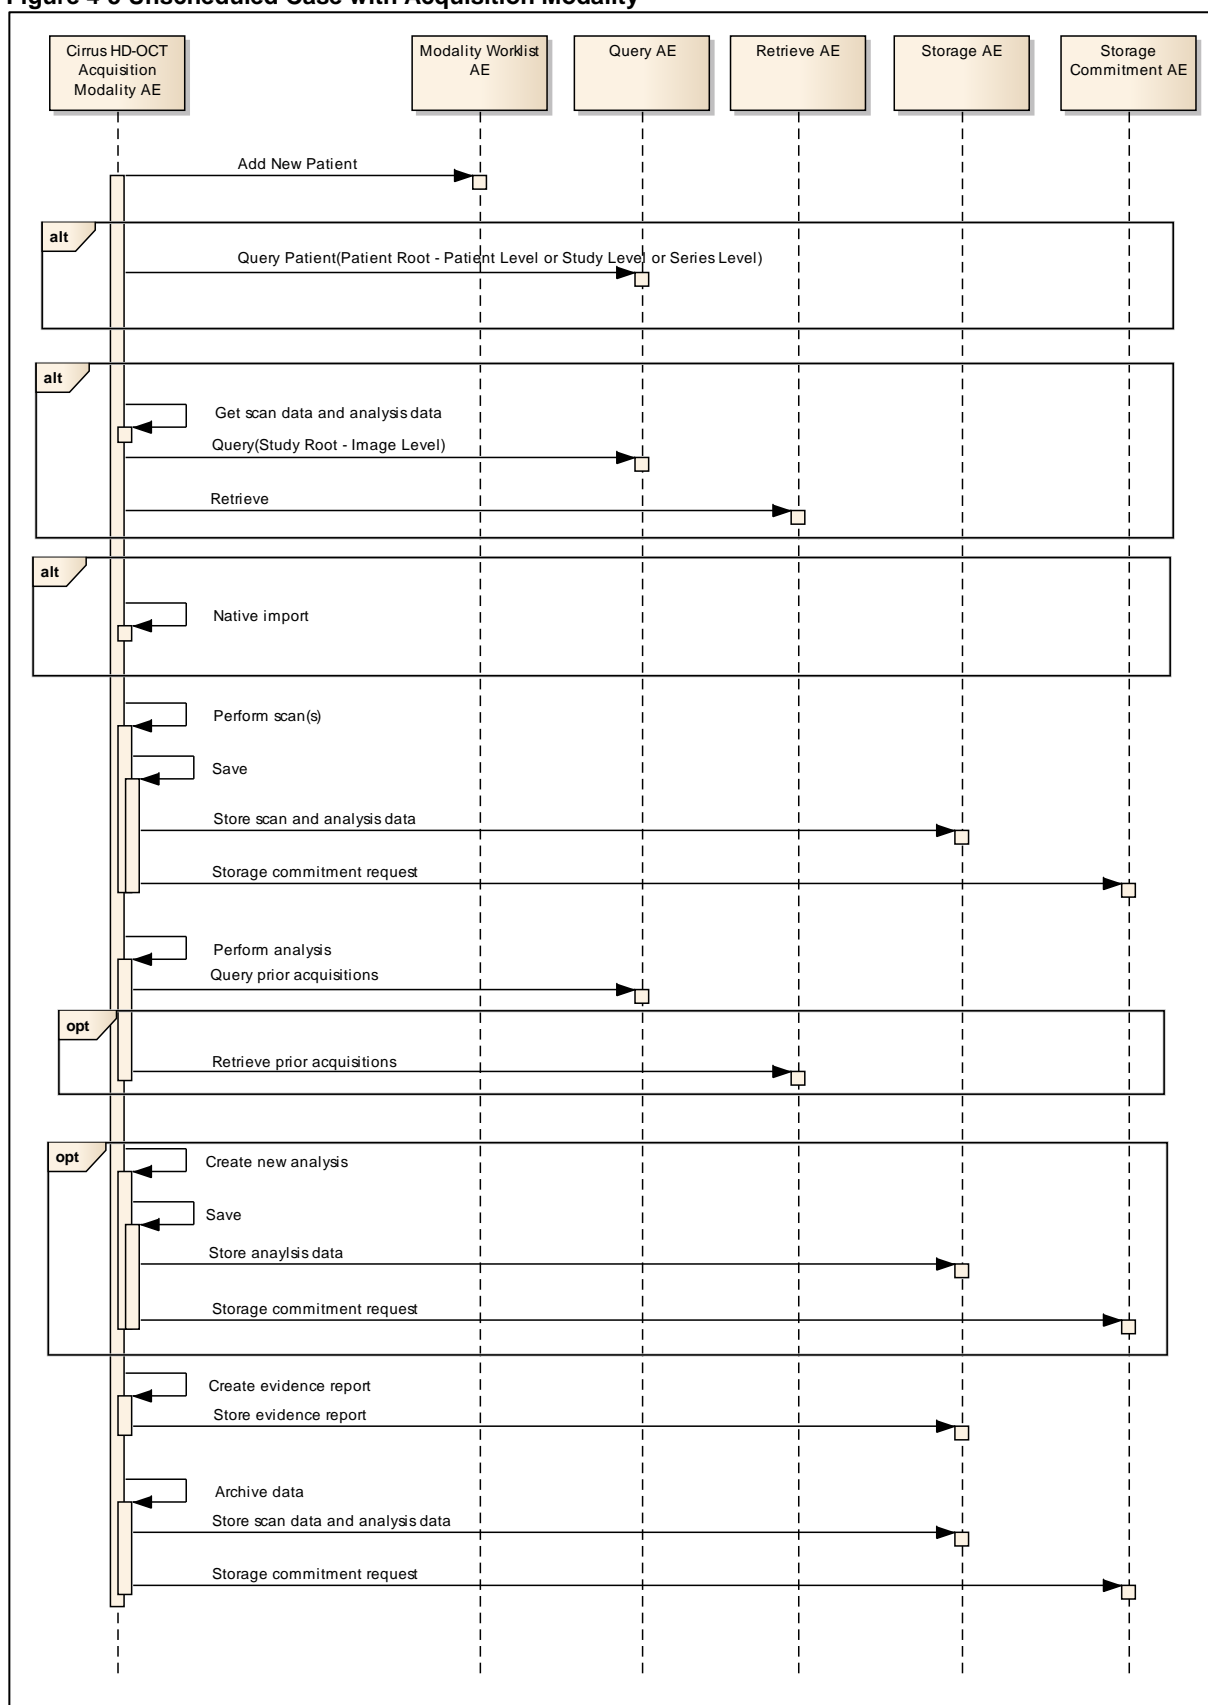 Figure 4-3 Unscheduled Case with Acquisition Modality
Cirrus HD-OCT
Acquisition
Modality AE
Modality Worklist
AE
Query AE
Retrieve AE
Storage AE
Storage
Commitment AE
Add New Patient
alt
Query Patient(Patient Root - Patient Level or Study Level or Series Level)
alt
Get scan data and analysis data
Query(Study Root - Image Level)
Retrieve
alt
Native import
Perform scan(s)
Save
Store scan and analysis data
Storage commitment request
Perform analysis
Query prior acquisitions
opt
Retrieve prior acquisitions
opt
Create new analysis
Save
Store anaylsis data
Storage commitment request
Create evidence report
Store evidence report
Archive data
Store scan data and analysis data
Storage commitment request